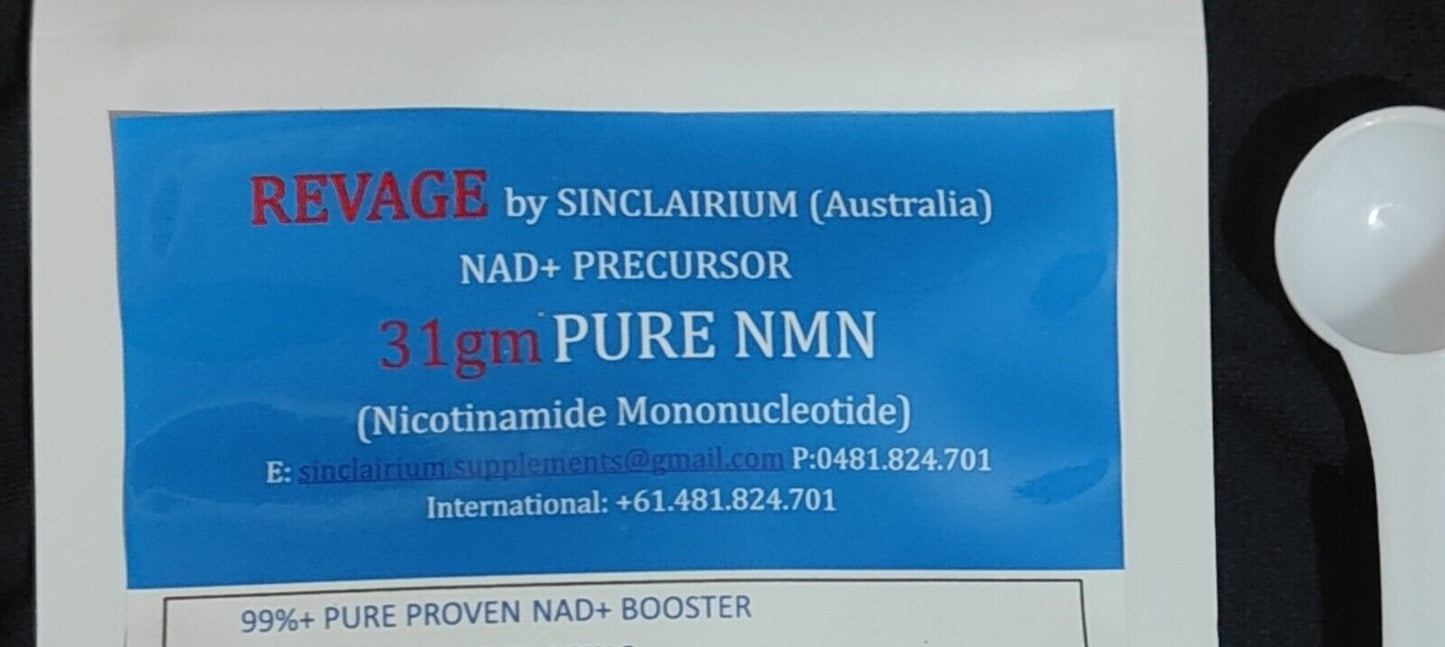 REVAGE by SINCLAIRIUM (Australia)
NAD+ PRECURSOR
31gm PURE NMN
(Nicotinamide Mononucleotide)
E: sinclairium.supplements@gmail.com P:0481.824.701
International: +61.481.824.701
99%+ PURE PROVEN NAD+ BOOSTER